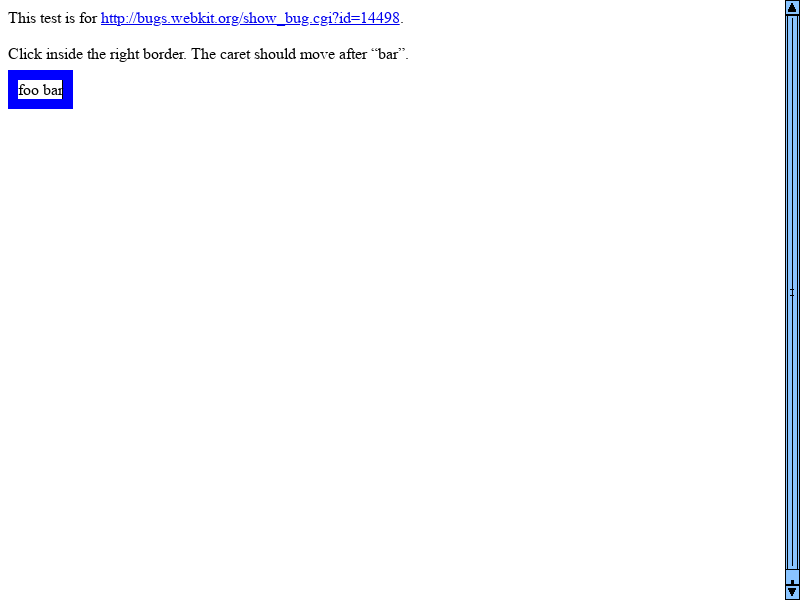 This test is for http://bugs.webkit.org/show_bug.cgi?id=14498.
Click inside the right border. The caret should move after “bar”.
foo bar